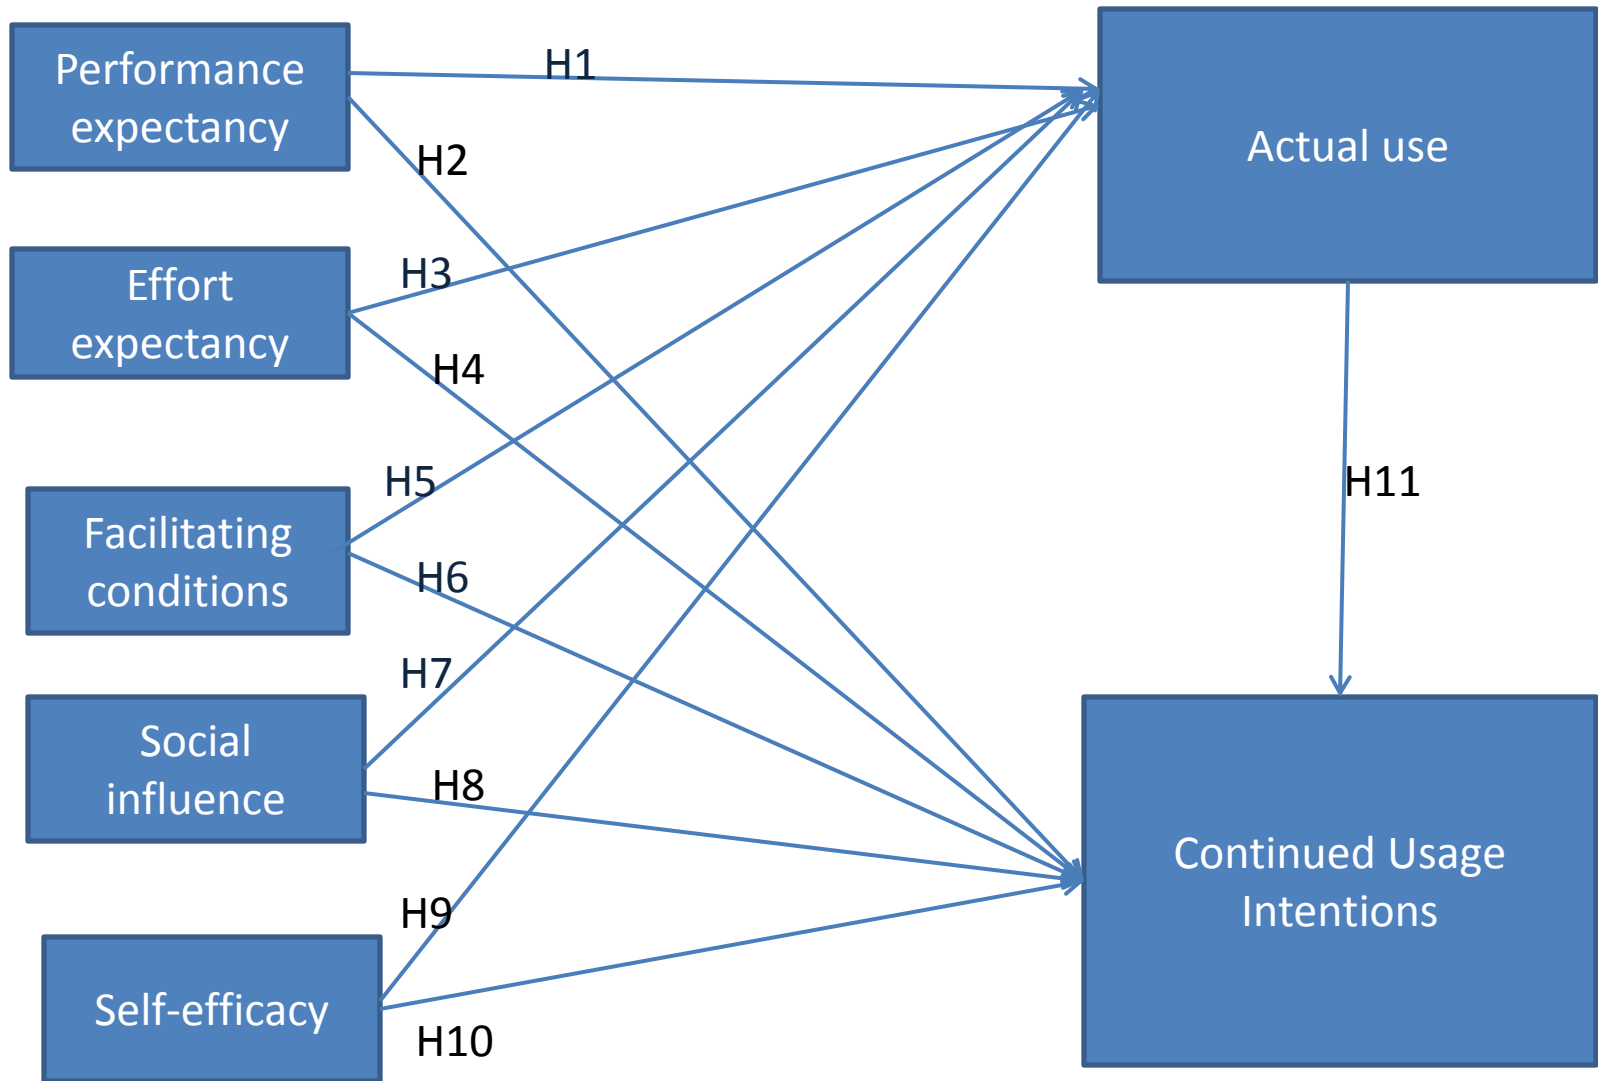 Performance
expectancy
H1
Actual use
H2
Effort
expectancy
H3
H4
Facilitating
conditions
H5
H6
H11
Social
influence
H7
H8
Continued Usage
Intentions
Self-efficacy
H9
H10